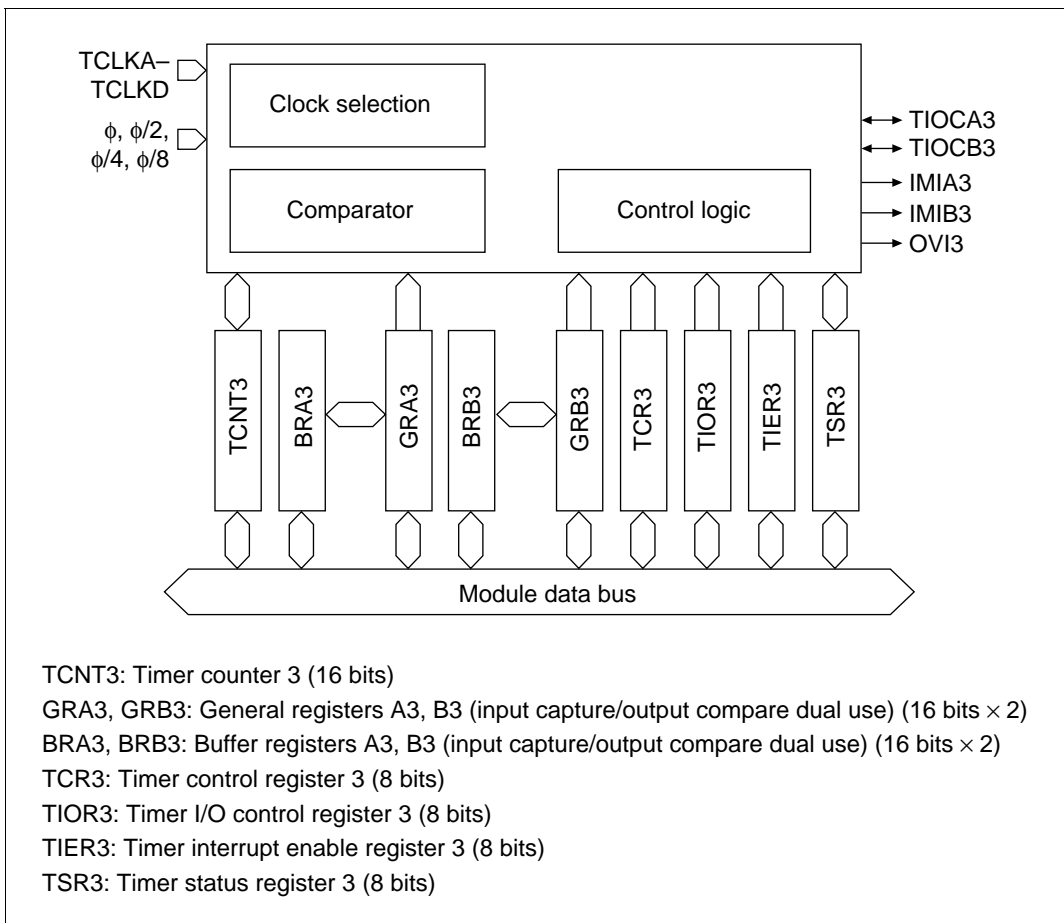 TCLKA–
TCLKD
ϕ, ϕ/2,
ϕ/4, ϕ/8
Clock selection
Comparator
Control logic
TIOCA3
TIOCB3
IMIA3
IMIB3
OVI3
TCNT3
BRA3
GRA3
BRB3
GRB3
TCR3
TIOR3
TIER3
TSR3
Module data bus
TCNT3: Timer counter 3 (16 bits)
GRA3, GRB3: General registers A3, B3 (input capture/output compare dual use) (16 bits × 2)
BRA3, BRB3: Buffer registers A3, B3 (input capture/output compare dual use) (16 bits × 2)
TCR3: Timer control register 3 (8 bits)
TIOR3: Timer I/O control register 3 (8 bits)
TIER3: Timer interrupt enable register 3 (8 bits)
TSR3: Timer status register 3 (8 bits)